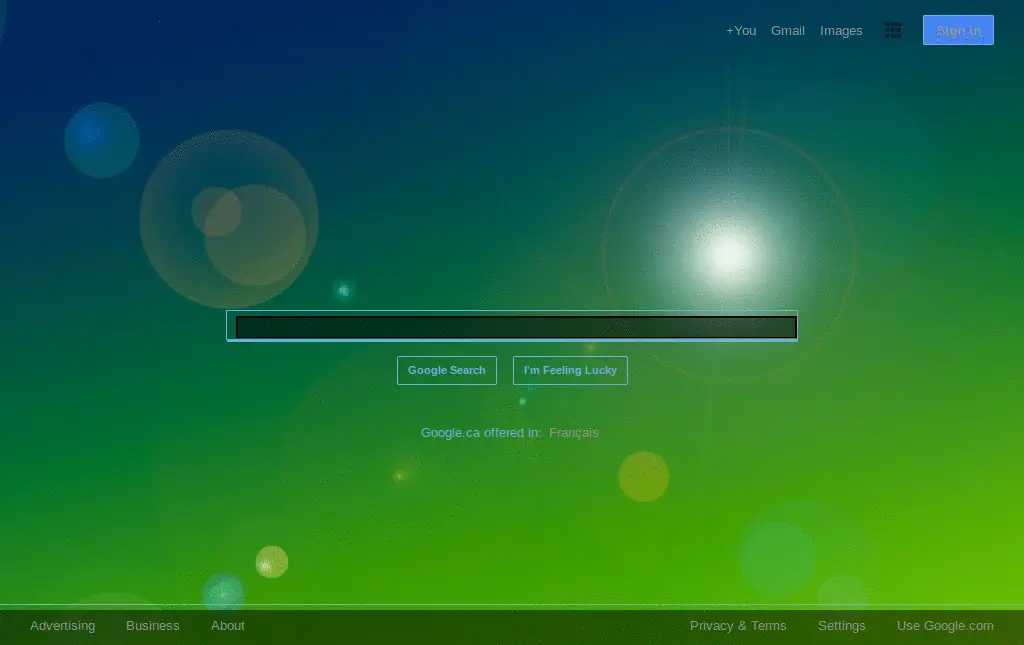 +You Gmail Images Sign in
Google Search I'm Feeling Lucky
Google.ca offered in: Français
Advertising Business About Privacy & Terms Settings Use Google.com